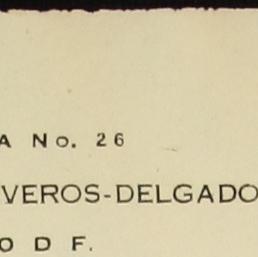 A No. 26
VEROS-DELGADO
O D F.